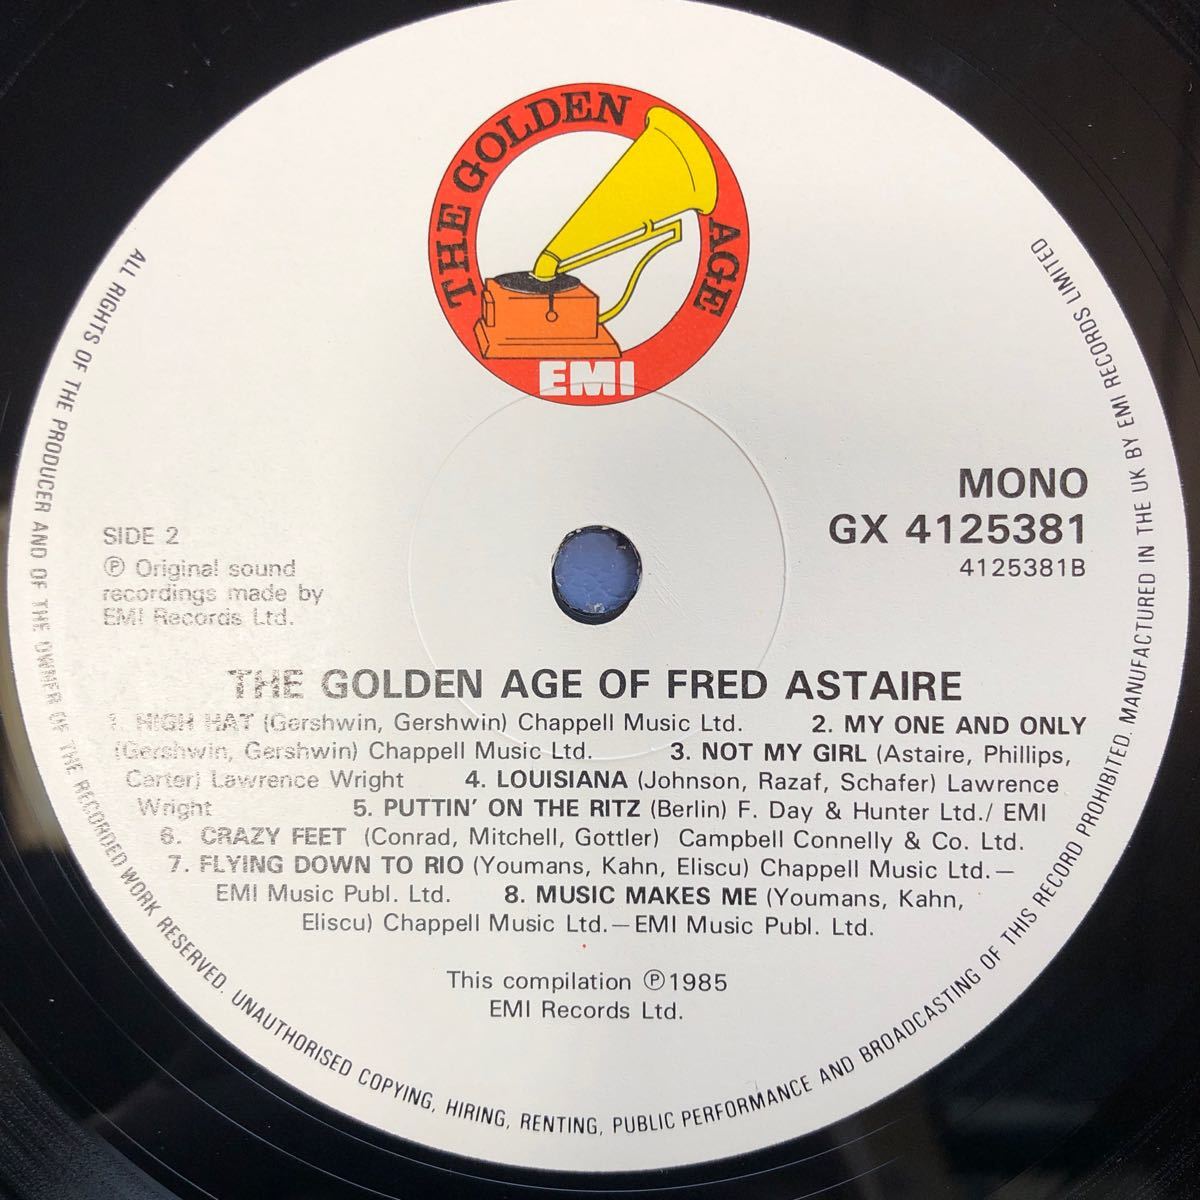 THE GOLDEN AGE
EMI
MONO
GX 4125381
4125381B
SIDE 2
Ⓟ Original sound
recordings made by
EMI Records Ltd.
THE GOLDEN AGE OF FRED ASTAIRE
1. HIGH HAT (Gershwin, Gershwin) Chappell Music Ltd. 2. MY ONE AND ONLY
(Gershwin, Gershwin) Chappell Music Ltd. 3. NOT MY GIRL (Astaire, Phillips,
Carter) Lawrence Wright 4. LOUISIANA (Johnson, Razaf, Schafer) Lawrence
Wright 5. PUTTIN' ON THE RITZ (Berlin) F. Day & Hunter Ltd./ EMI
6. CRAZY FEET (Conrad, Mitchell, Gottler) Campbell Connelly & Co. Ltd.
7. FLYING DOWN TO RIO (Youmans, Kahn, Eliscu) Chappell Music Ltd.—
EMI Music Publ. Ltd. 8. MUSIC MAKES ME (Youmans, Kahn,
Eliscu) Chappell Music Ltd.—EMI Music Publ. Ltd.
This compilation Ⓟ1985
EMI Records Ltd.
ALL RIGHTS OF THE PRODUCER AND OF THE OWNER OF THE RECORDED WORK RESERVED. UNAUTHORISED COPYING, HIRING, RENTING, PUBLIC PERFORMANCE AND BROADCASTING OF THIS RECORD PROHIBITED. MANUFACTURED IN THE UK BY EMI RECORDS LIMITED